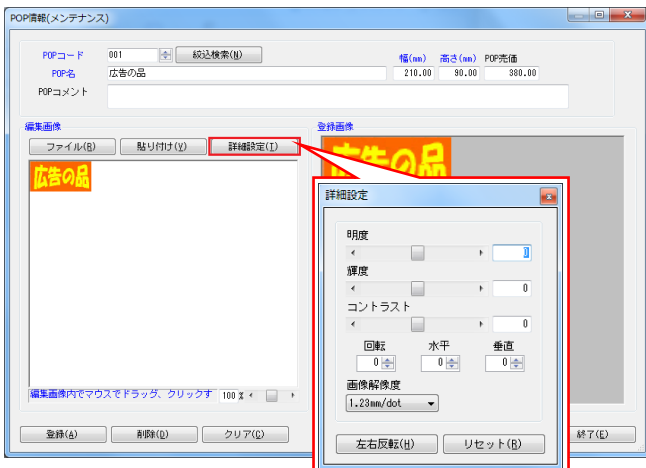 POP情報(メンテナンス)
POPコード 001 絞込検索(N)
幅(mm) 高さ(mm) POP売価
POP名 広告の品 210.00 90.00 380.00
POPコメント
編集画像 登録画像
ファイル(R) 貼り付け(V) 詳細設定(I)
広告の品
広告の品
詳細設定
明度
0
輝度
0
コントラスト
0
回転 水平 垂直
0 0 0
画像解像度
1.23mm/dot
左右反転(H) リセット(B)
編集画像内でマウスでドラッグ、クリックす 100 %
登録(A) 削除(D) クリア(C) 終了(E)